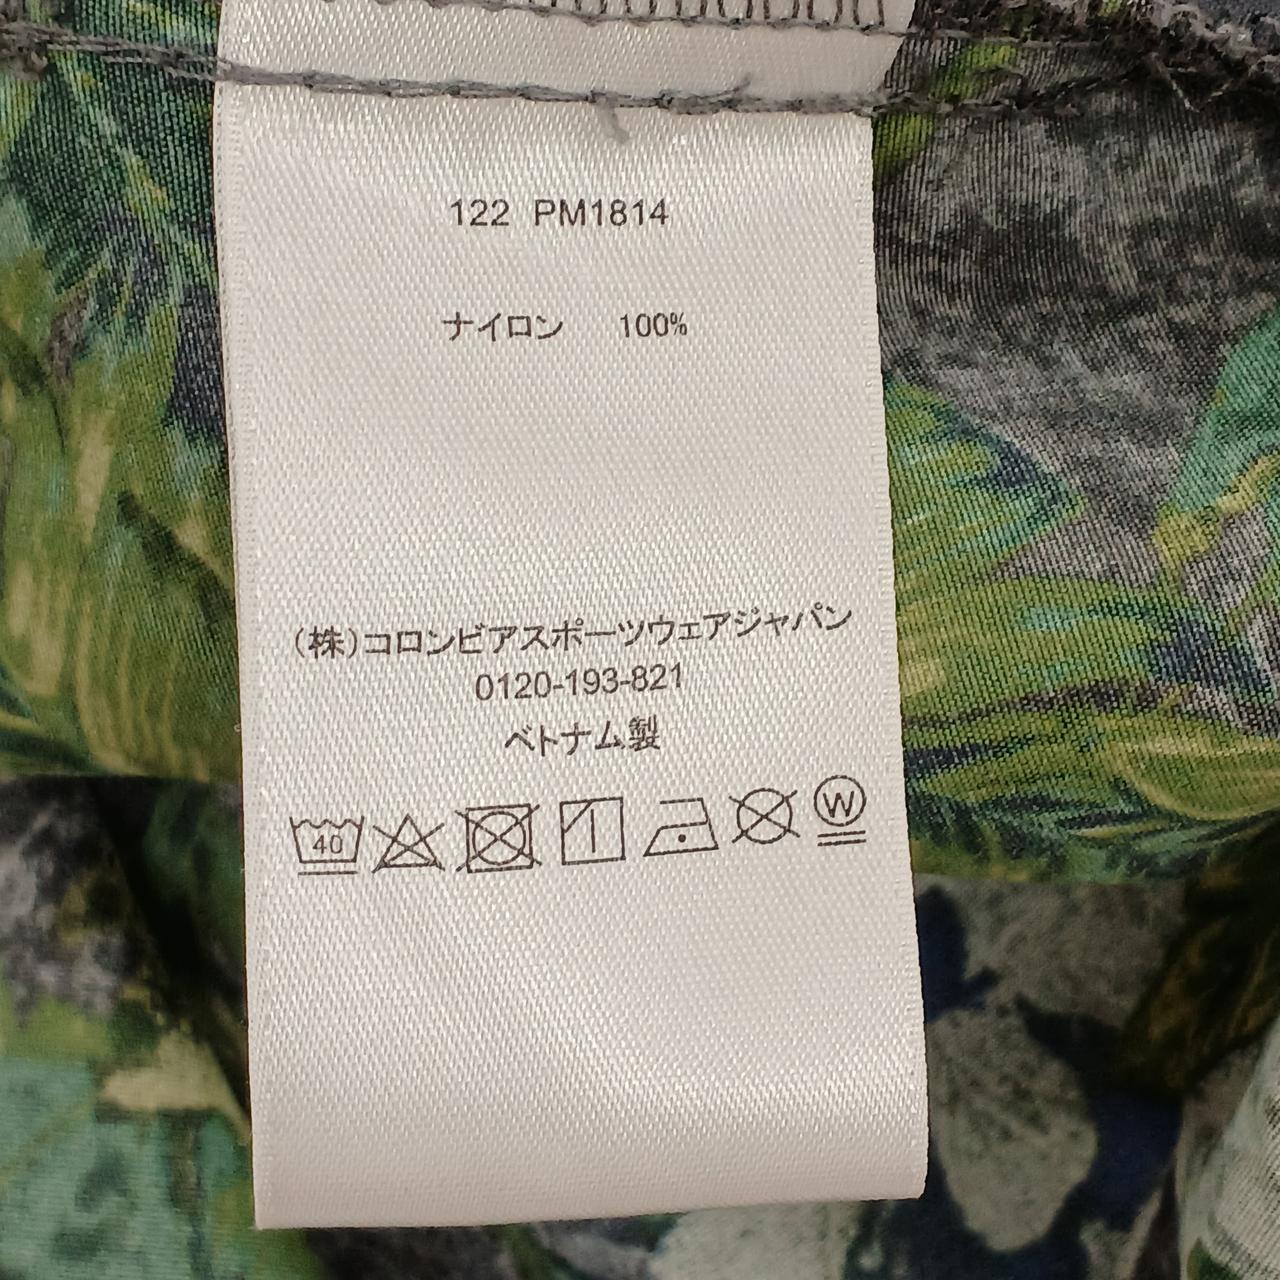 122 PM1814
ナイロン 100%
(株)コロンビアスポーツウェアジャパン
0120-193-821
ベトナム製
40 W